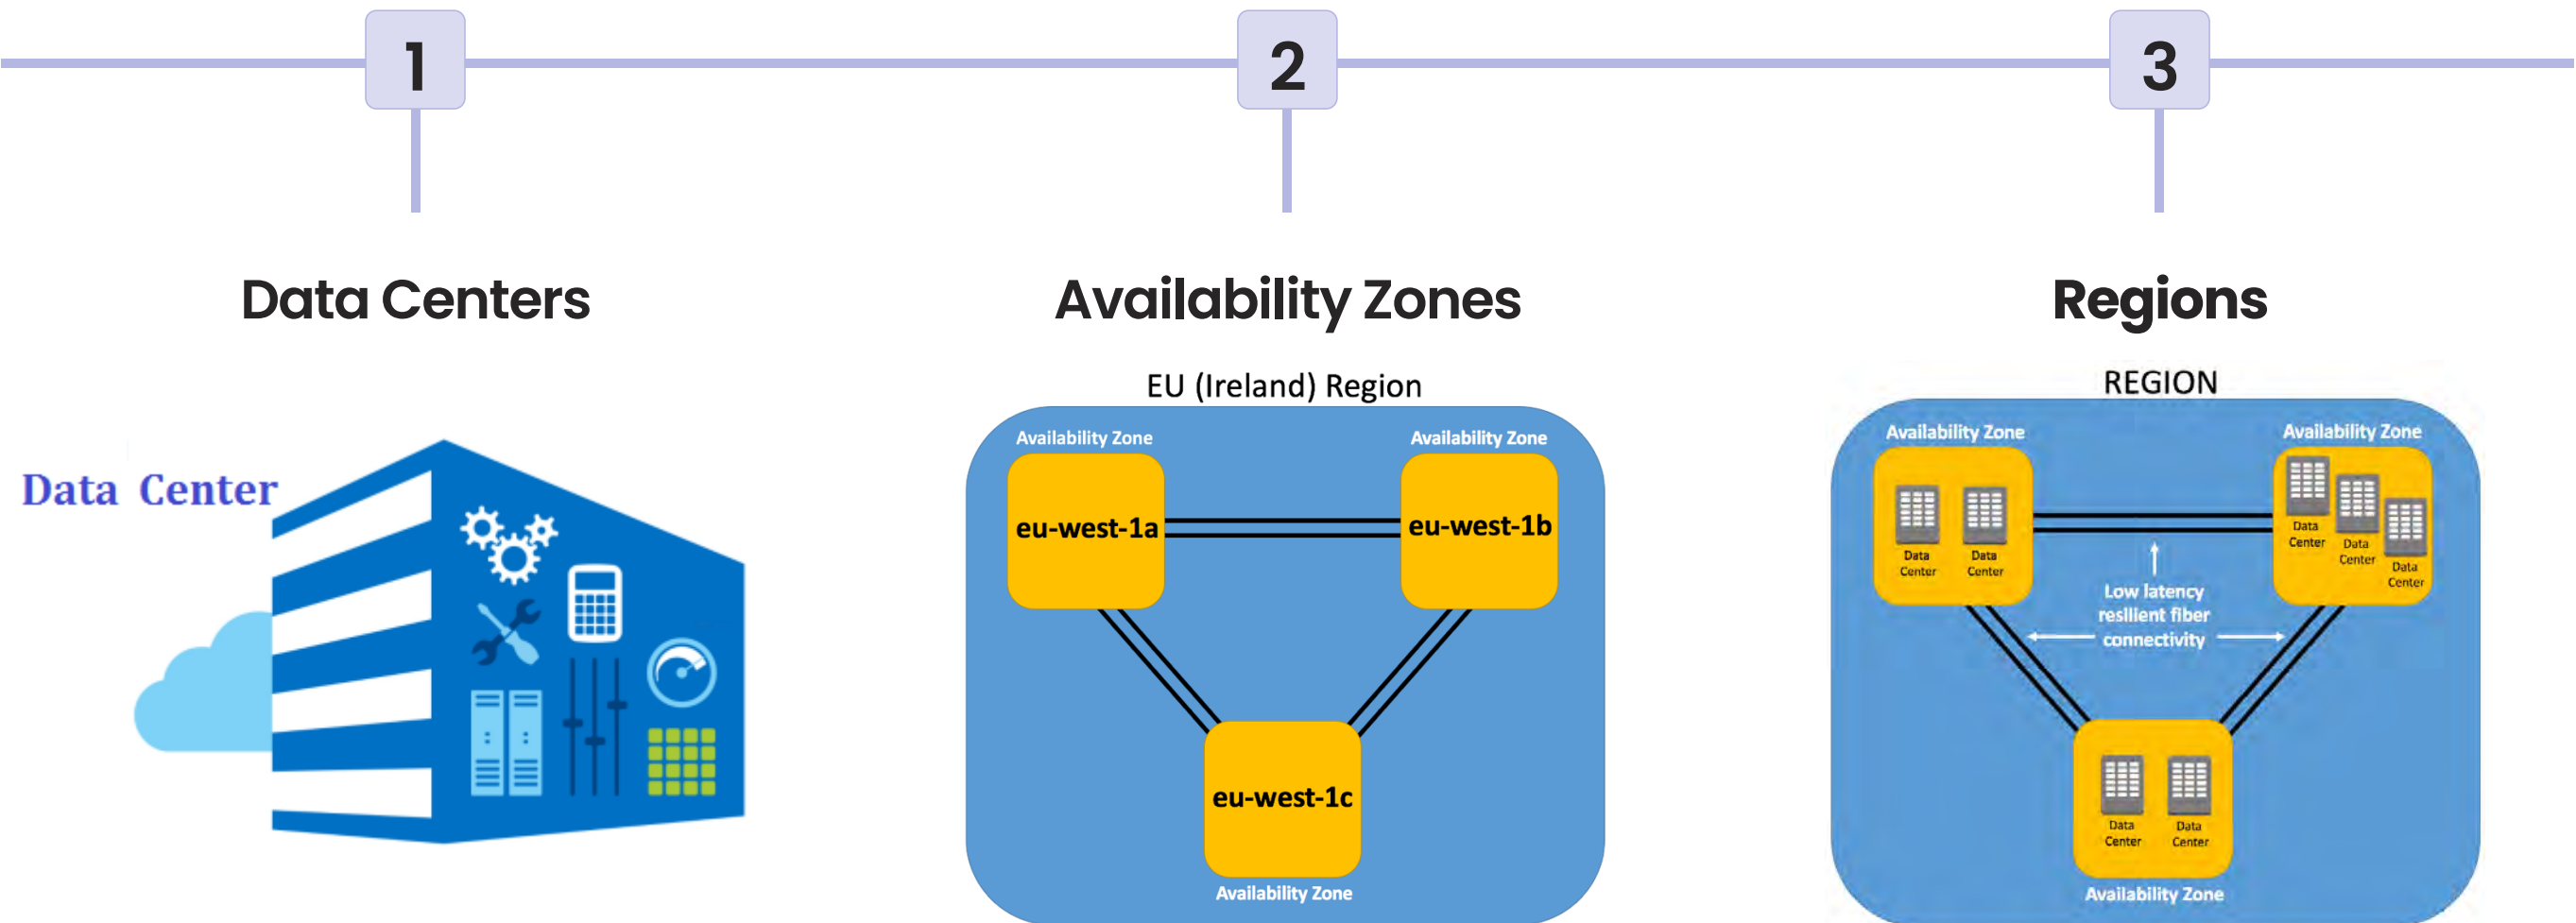 1
2
3
Data Centers
Availability Zones
Regions
Data Center
EU (Ireland) Region
Availability Zone
Availability Zone
eu-west-1a
eu-west-1b
eu-west-1c
Availability Zone
REGION
Availability Zone
Availability Zone
Data
Center
Data
Center
Data
Center
Data
Center
Data
Center
Low latency
resilient fiber
connectivity
Data
Center
Data
Center
Availability Zone